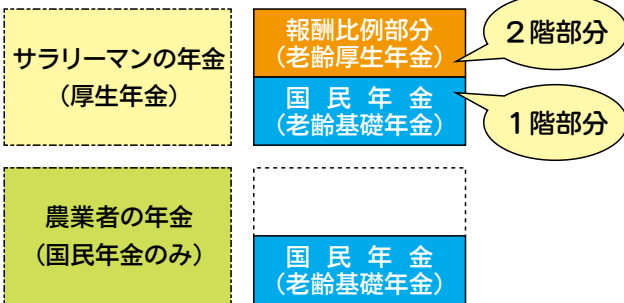 サラリーマンの年金
（厚生年金）
報酬比例部分
（老齢厚生年金）
２階部分
国民年金
（老齢基礎年金）
１階部分
農業者の年金
（国民年金のみ）
国民年金
（老齢基礎年金）